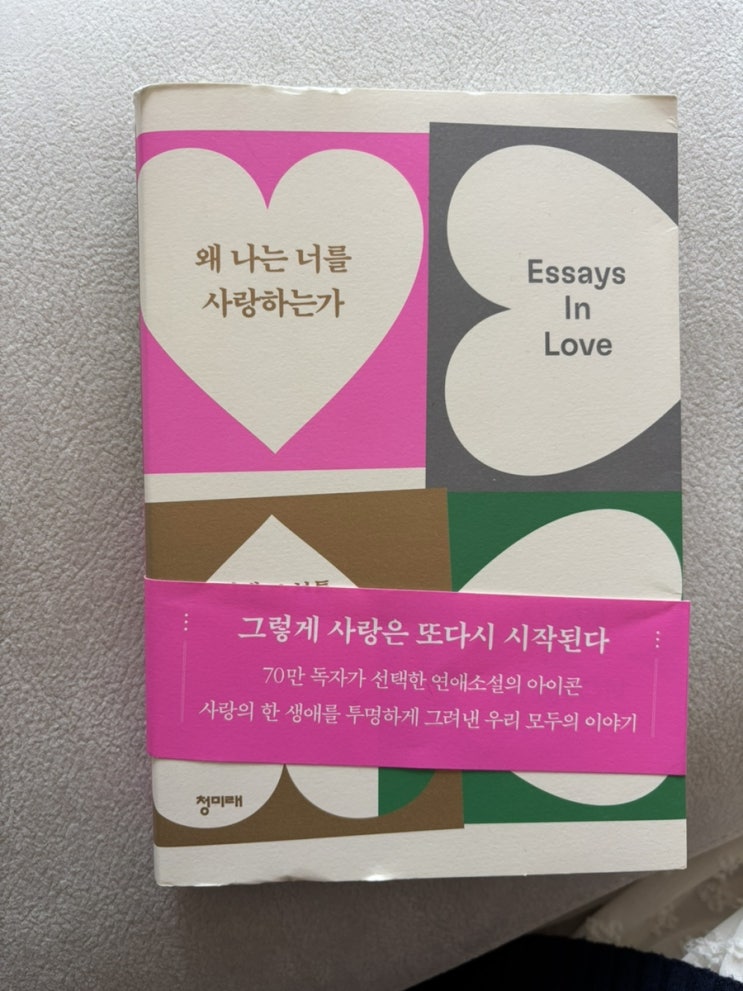 왜 나는 너를
사랑하는가
Essays
In
Love
그렇게 사랑은 또다시 시작된다
70만 독자가 선택한 연애소설의 아이콘
사랑의 한 생애를 투명하게 그려낸 우리 모두의 이야기
청미래